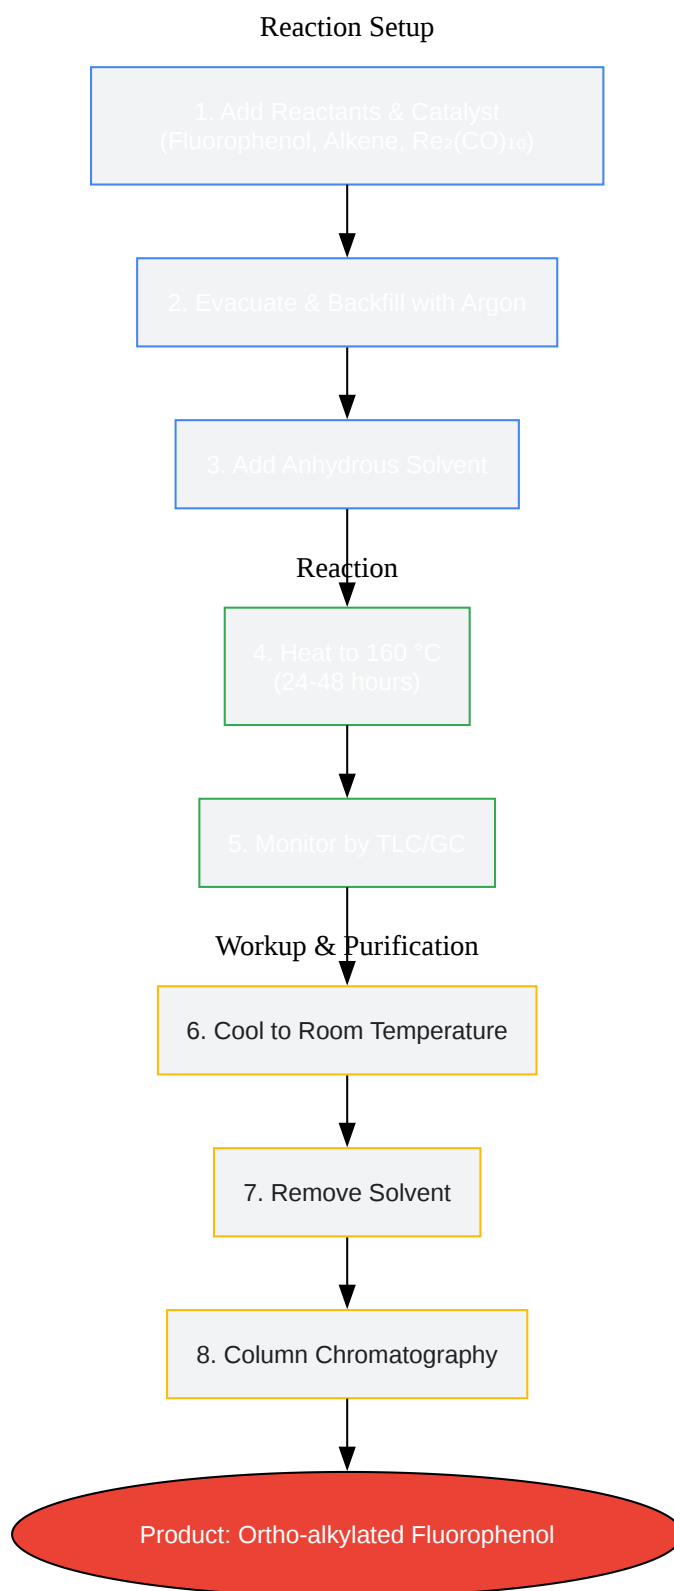 Reaction Setup
1. Add Reactants & Catalyst
(Fluorophenol, Alkene, Re₂(CO)₁₀)
2. Evacuate & Backfill with Argon
3. Add Anhydrous Solvent
Reaction
4. Heat to 160 °C
(24-48 hours)
5. Monitor by TLC/GC
Workup & Purification
6. Cool to Room Temperature
7. Remove Solvent
8. Column Chromatography
Product: Ortho-alkylated Fluorophenol